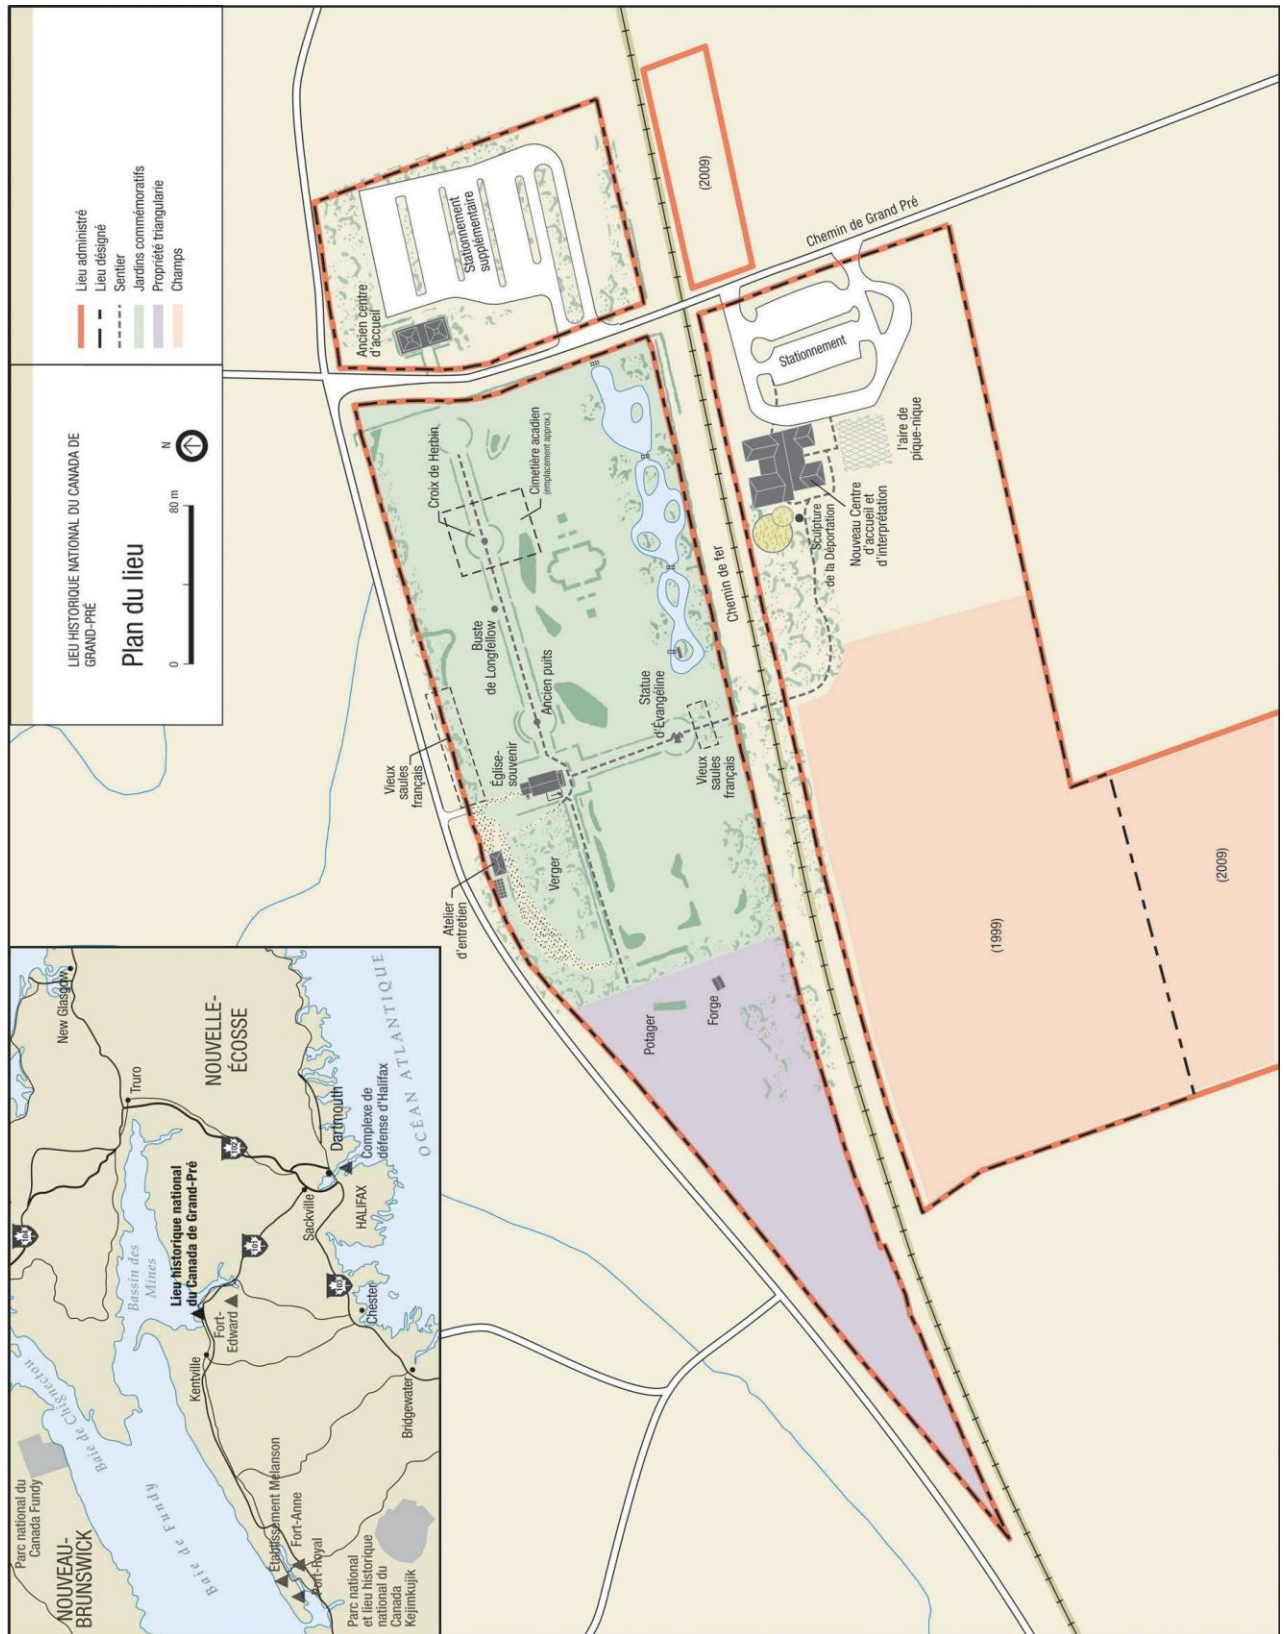 LIEU HISTORIQUE NATIONAL DU CANADA DE
GRAND-PRÉ
Plan du lieu
0
80 m
N
Lieu administré
Lieu désigné
Sentier
Jardins commémoratifs
Propriété triangularie
Champs
NOUVEAU-
BRUNSWICK
Parc national du
Canada Fundy
Baie de Chignectou
Baie de Fundy
Bassin des
Mines
104
New Glasgow
Truro
NOUVELLE-
ÉCOSSE
102
Lieu historique national
du Canada de Grand-Pré
Kentville
Fort-
Edward
101
Sackville
Dartmouth
HALIFAX
Complexe de
défense d'Halifax
103
Chester
Bridgewater
OCÉAN ATLANTIQUE
Établissement Melanson
Fort-Anne
Port-Royal
Parc national
et lieu historique
national du
Canada
Kejimkujik
Ancien centre
d'accueil
Stationnement
supplémentaire
Vieux
saules
français
Croix de Herbin
Cimetière acadien
(emplacement approx.)
Buste
de Longfellow
Ancien puits
Église-
souvenir
Atelier
d'entretien
Verger
Statue
d'Évangéline
Vieux
saules
français
Potager
Forge
Chemin de fer
Chemin de Grand Pré
(2009)
Stationnement
l'aire de
pique-nique
Sculpture
de la Déportation
Nouveau Centre
d'accueil et
d'interprétation
(1999)
(2009)